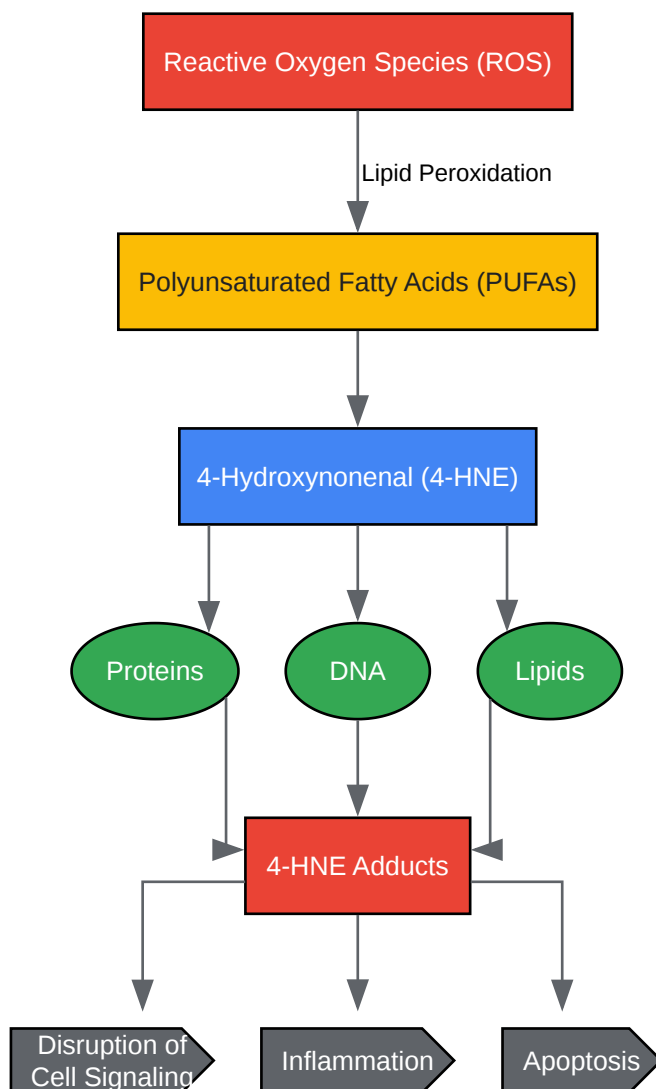 Reactive Oxygen Species (ROS)
Lipid Peroxidation
Polyunsaturated Fatty Acids (PUFAs)
4-Hydroxynonenal (4-HNE)
Proteins
DNA
Lipids
4-HNE Adducts
Disruption of
Cell Signaling
Inflammation
Apoptosis